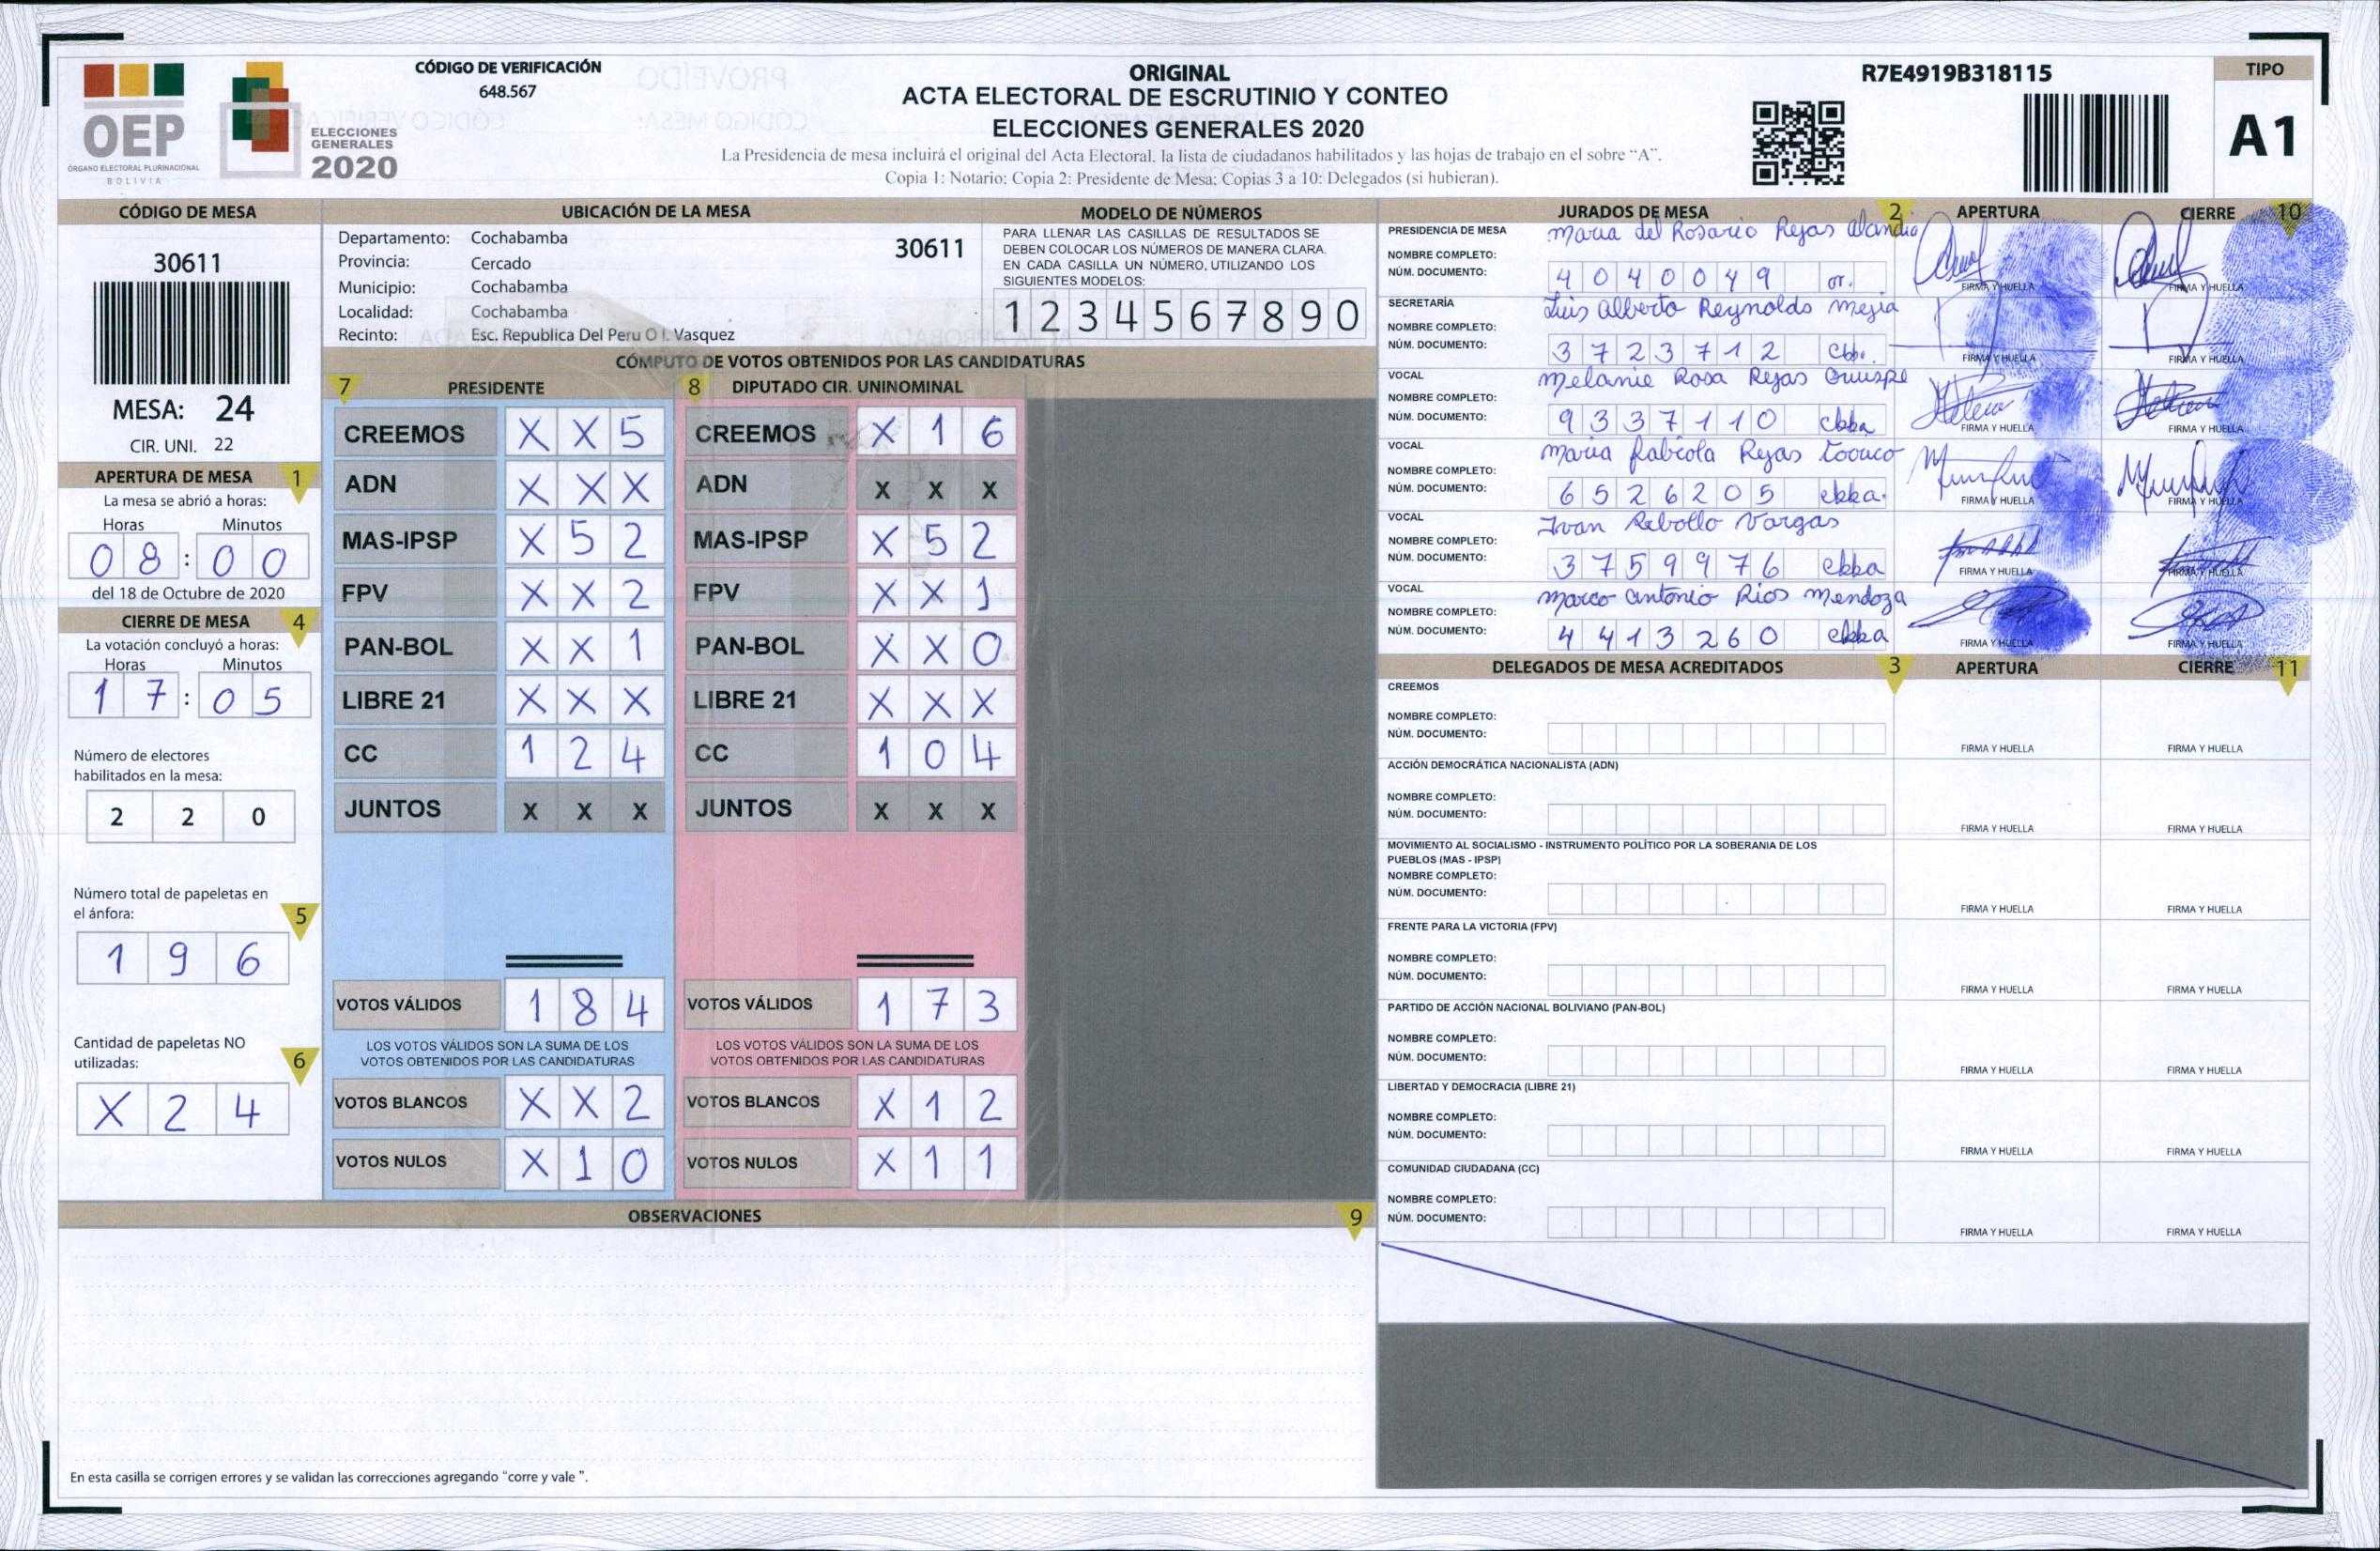 OEP
ÓRGANO ELECTORAL PLURINACIONAL
BOLIVIA
ELECCIONES
GENERALES
2020
CÓDIGO DE VERIFICACIÓN
648.567
ORIGINAL
ACTA ELECTORAL DE ESCRUTINIO Y CONTEO
ELECCIONES GENERALES 2020
La Presidencia de mesa incluirá el original del Acta Electoral, la lista de ciudadanos habilitados y las hojas de trabajo en el sobre “A”.
Copia 1: Notario; Copia 2: Presidente de Mesa; Copias 3 a 10: Delegados (si hubieran).
R7E4919B318115
TIPO
A1
CÓDIGO DE MESA
30611
MESA: 24
CIR. UNI. 22
APERTURA DE MESA 1
La mesa se abrió a horas:
Horas Minutos
0 8 : 0 0
del 18 de Octubre de 2020
CIERRE DE MESA 4
La votación concluyó a horas:
Horas Minutos
1 7 : 0 5
Número de electores
habilitados en la mesa:
2 2 0
Número total de papeletas en
el ánfora: 5
1 9 6
Cantidad de papeletas NO
utilizadas: 6
X 2 4
UBICACIÓN DE LA MESA
Departamento: Cochabamba
30611
Provincia: Cercado
Municipio: Cochabamba
Localidad: Cochabamba
Recinto: Esc. Republica Del Peru O I. Vasquez
MODELO DE NÚMEROS
PARA LLENAR LAS CASILLAS DE RESULTADOS SE
DEBEN COLOCAR LOS NÚMEROS DE MANERA CLARA.
EN CADA CASILLA UN NÚMERO, UTILIZANDO LOS
SIGUIENTES MODELOS:
1 2 3 4 5 6 7 8 9 0
CÓMPUTO DE VOTOS OBTENIDOS POR LAS CANDIDATURAS
7 PRESIDENTE
CREEMOS X X 5
ADN X X X
MAS-IPSP X 5 2
FPV X X 2
PAN-BOL X X 1
LIBRE 21 X X X
CC 1 2 4
JUNTOS X X X
VOTOS VÁLIDOS 1 8 4
LOS VOTOS VÁLIDOS SON LA SUMA DE LOS
VOTOS OBTENIDOS POR LAS CANDIDATURAS
VOTOS BLANCOS X X 2
VOTOS NULOS X 1 0
8 DIPUTADO CIR. UNINOMINAL
CREEMOS X 1 6
ADN X X X
MAS-IPSP X 5 2
FPV X X 1
PAN-BOL X X 0
LIBRE 21 X X X
CC 1 0 4
JUNTOS X X X
VOTOS VÁLIDOS 1 7 3
LOS VOTOS VÁLIDOS SON LA SUMA DE LOS
VOTOS OBTENIDOS POR LAS CANDIDATURAS
VOTOS BLANCOS X 1 2
VOTOS NULOS X 1 1
OBSERVACIONES 9
En esta casilla se corrigen errores y se validan las correcciones agregando “corre y vale ”.
JURADOS DE MESA 2 APERTURA CIERRE 10
PRESIDENCIA DE MESA
NOMBRE COMPLETO: Maria del Rosario Rejas Alandia
NÚM. DOCUMENTO: 4 0 4 0 0 4 9 or.
FIRMA Y HUELLA FIRMA Y HUELLA
SECRETARÍA
NOMBRE COMPLETO: Luis Alberto Reynolds Mejia
NÚM. DOCUMENTO: 3 7 2 3 7 1 2 Cbb.
FIRMA Y HUELLA FIRMA Y HUELLA
VOCAL
NOMBRE COMPLETO: Melanie Rosa Rejas
NÚM. DOCUMENTO: 9 3 3 7 1 1 0 cbba
FIRMA Y HUELLA FIRMA Y HUELLA
VOCAL
NOMBRE COMPLETO: Maria Fabiola Rejas
NÚM. DOCUMENTO: 6 5 2 6 2 0 5 cbba.
FIRMA Y HUELLA FIRMA Y HUELLA
VOCAL
NOMBRE COMPLETO: Ivan Rebollo Vargas
NÚM. DOCUMENTO: 3 7 5 9 9 7 6 cbba
FIRMA Y HUELLA FIRMA Y HUELLA
VOCAL
NOMBRE COMPLETO: Marco Antonio Rios Mendoza
NÚM. DOCUMENTO: 4 4 1 3 2 6 0 cbba
FIRMA Y HUELLA FIRMA Y HUELLA
DELEGADOS DE MESA ACREDITADOS 3 APERTURA CIERRE 11
CREEMOS
NOMBRE COMPLETO:
NÚM. DOCUMENTO:
FIRMA Y HUELLA FIRMA Y HUELLA
ACCIÓN DEMOCRÁTICA NACIONALISTA (ADN)
NOMBRE COMPLETO:
NÚM. DOCUMENTO:
FIRMA Y HUELLA FIRMA Y HUELLA
MOVIMIENTO AL SOCIALISMO - INSTRUMENTO POLÍTICO POR LA SOBERANIA DE LOS
PUEBLOS (MAS - IPSP)
NOMBRE COMPLETO:
NÚM. DOCUMENTO:
FIRMA Y HUELLA FIRMA Y HUELLA
FRENTE PARA LA VICTORIA (FPV)
NOMBRE COMPLETO:
NÚM. DOCUMENTO:
FIRMA Y HUELLA FIRMA Y HUELLA
PARTIDO DE ACCIÓN NACIONAL BOLIVIANO (PAN-BOL)
NOMBRE COMPLETO:
NÚM. DOCUMENTO:
FIRMA Y HUELLA FIRMA Y HUELLA
LIBERTAD Y DEMOCRACIA (LIBRE 21)
NOMBRE COMPLETO:
NÚM. DOCUMENTO:
FIRMA Y HUELLA FIRMA Y HUELLA
COMUNIDAD CIUDADANA (CC)
NOMBRE COMPLETO:
NÚM. DOCUMENTO:
FIRMA Y HUELLA FIRMA Y HUELLA